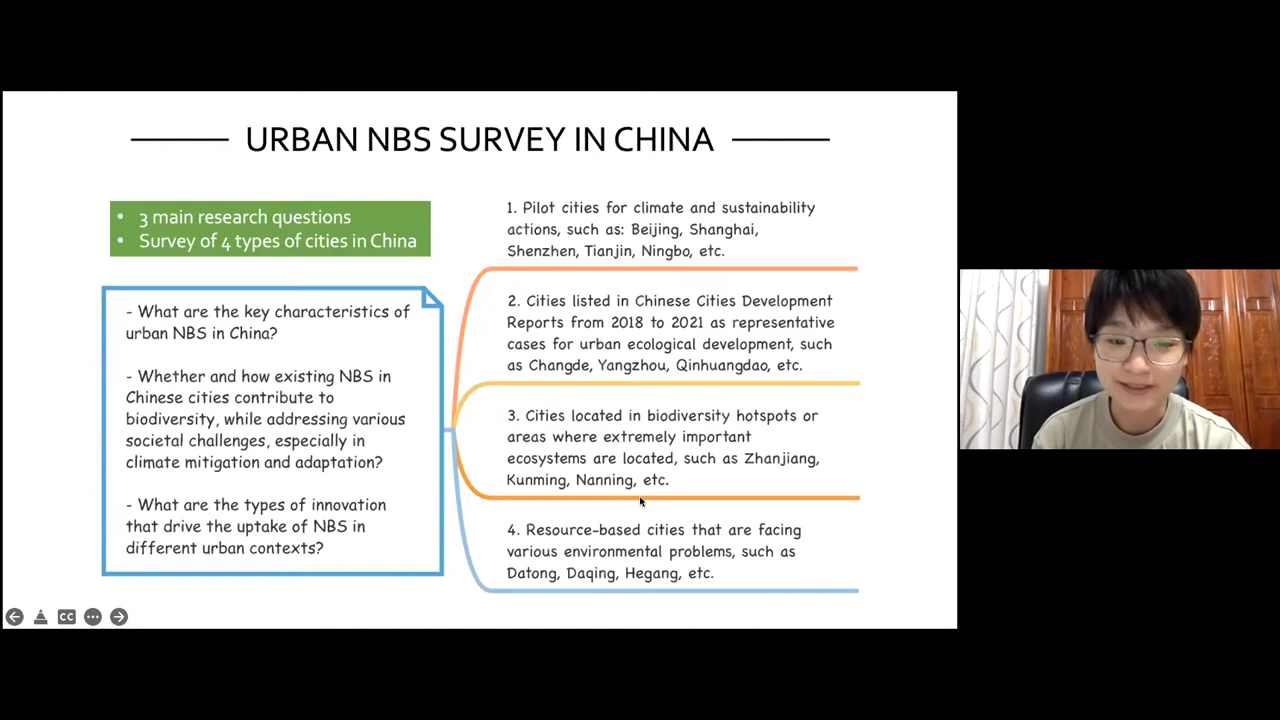 URBAN NBS SURVEY IN CHINA
• 3 main research questions
• Survey of 4 types of cities in China
- What are the key characteristics of
urban NBS in China?
- Whether and how existing NBS in
Chinese cities contribute to
biodiversity, while addressing various
societal challenges, especially in
climate mitigation and adaptation?
- What are the types of innovation
that drive the uptake of NBS in
different urban contexts?
1. Pilot cities for climate and sustainability
actions, such as: Beijing, Shanghai,
Shenzhen, Tianjin, Ningbo, etc.
2. Cities listed in Chinese Cities Development
Reports from 2018 to 2021 as representative
cases for urban ecological development, such
as Changde, Yangzhou, Qinhuangdao, etc.
3. Cities located in biodiversity hotspots or
areas where extremely important
ecosystems are located, such as Zhanjiang,
Kunming, Nanning, etc.
4. Resource-based cities that are facing
various environmental problems, such as
Datong, Daqing, Hegang, etc.
CC